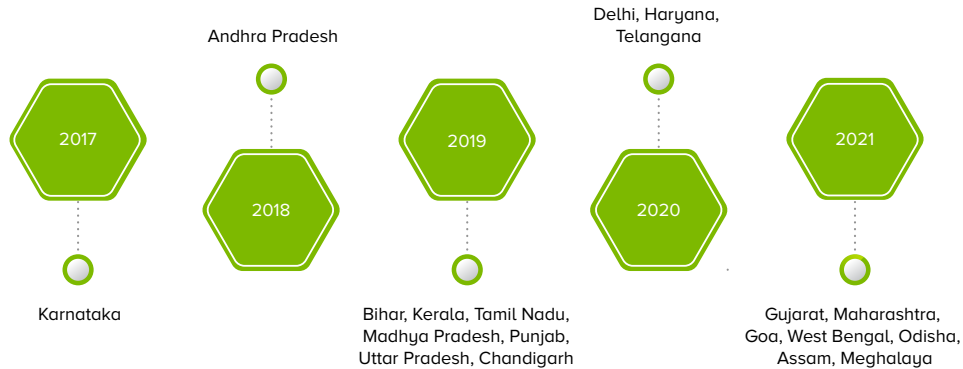 2017
Karnataka
Andhra Pradesh
2018
2019
Bihar, Kerala, Tamil Nadu,
Madhya Pradesh, Punjab,
Uttar Pradesh, Chandigarh
Delhi, Haryana,
Telangana
2020
2021
Gujarat, Maharashtra,
Goa, West Bengal, Odisha,
Assam, Meghalaya